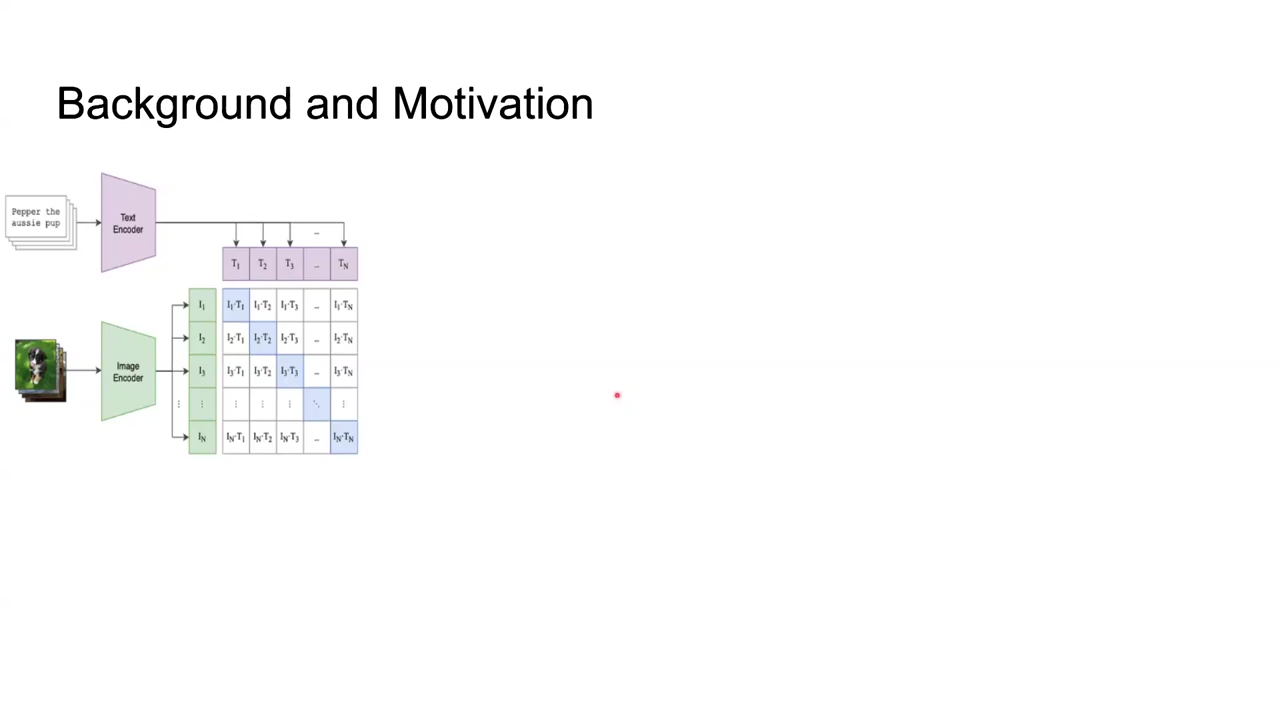 Background and Motivation
Pepper the
aussie pup
Text
Encoder
...
T1 T2 T3 ... TN
Image
Encoder
I1 I1·T1 I1·T2 I1·T3 ... I1·TN
I2 I2·T1 I2·T2 I2·T3 ... I2·TN
I3 I3·T1 I3·T2 I3·T3 ... I3·TN
⋮ ⋮ ⋮ ⋮ ⋮ ⋱ ⋮
IN IN·T1 IN·T2 IN·T3 ... IN·TN